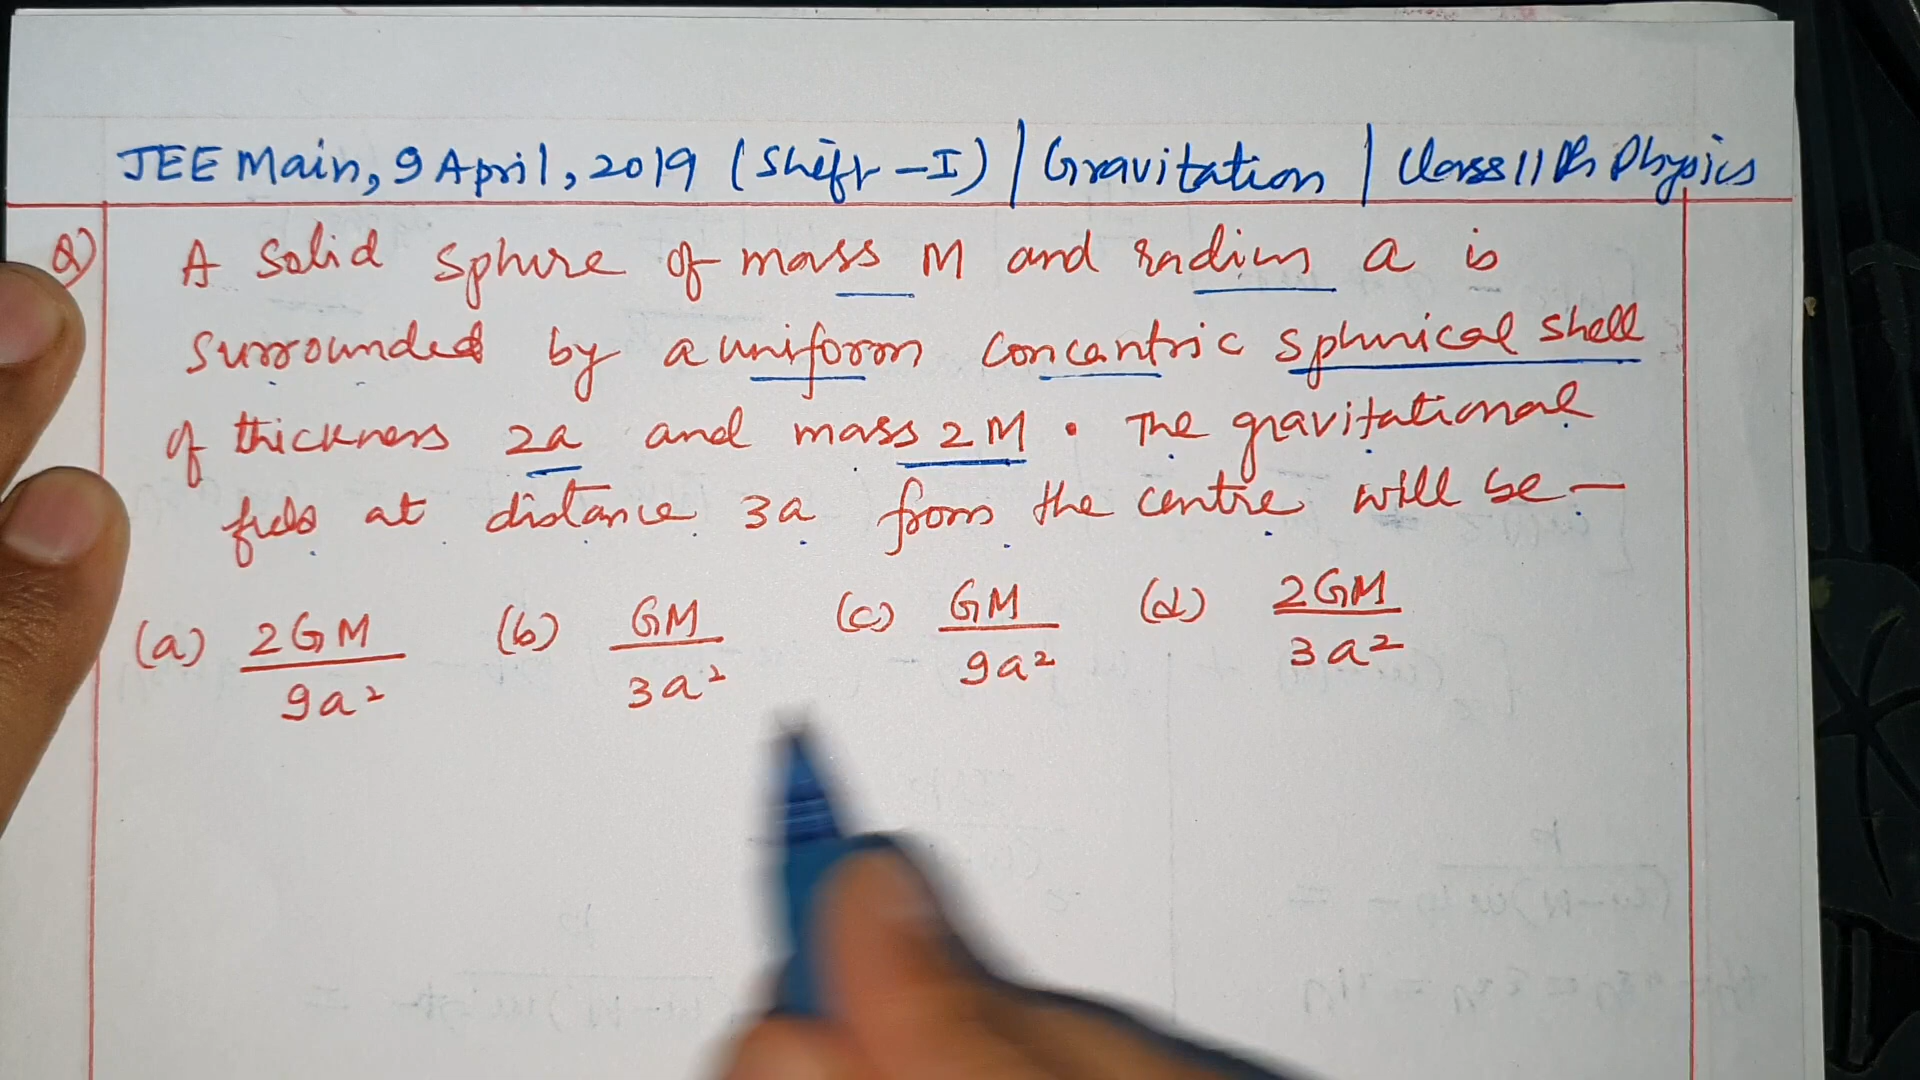 JEE Main, 9 April, 2019 (Shift-I) | Gravitation | Class 11th Physics
Q) A solid sphere of mass M and radius a is
surrounded by a uniform concantric spherical shell
of thickness 2a and mass 2M. The gravitational
field at distance 3a from the centre will be -
(a) 2GM/9a² (b) GM/3a² (c) GM/9a² (d) 2GM/3a²